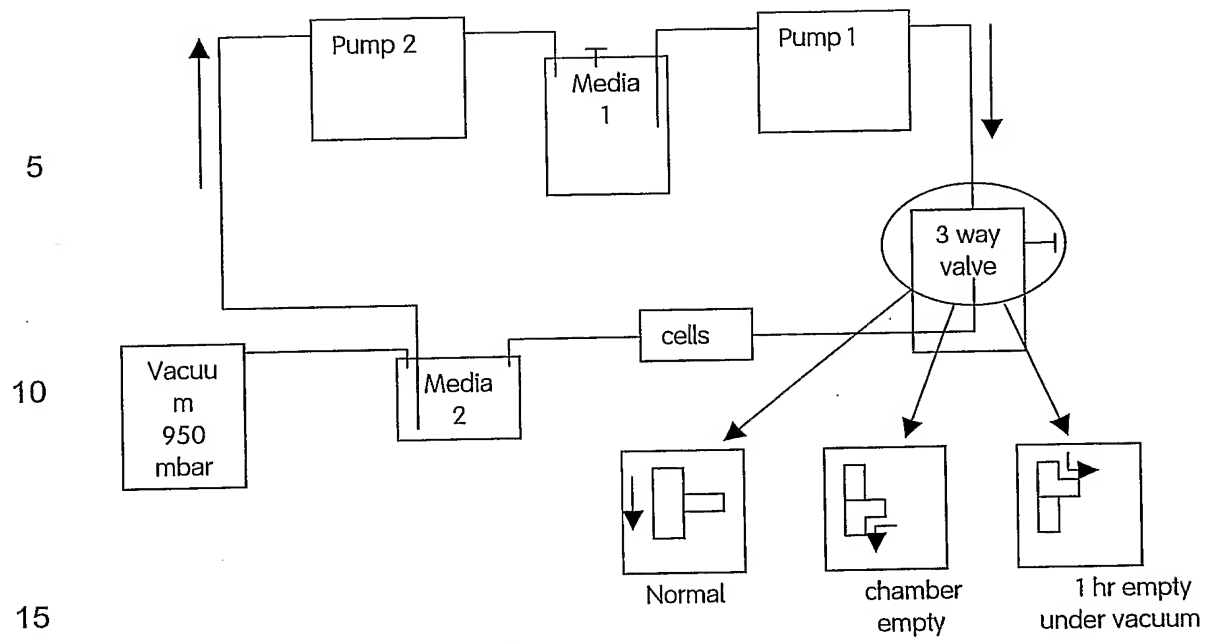 Pump 2
Media
1
Pump 1
5
3 way
valve
cells
10
Vacuu
m
950
mbar
Media
2
Normal
chamber
empty
1 hr empty
under vacuum
15